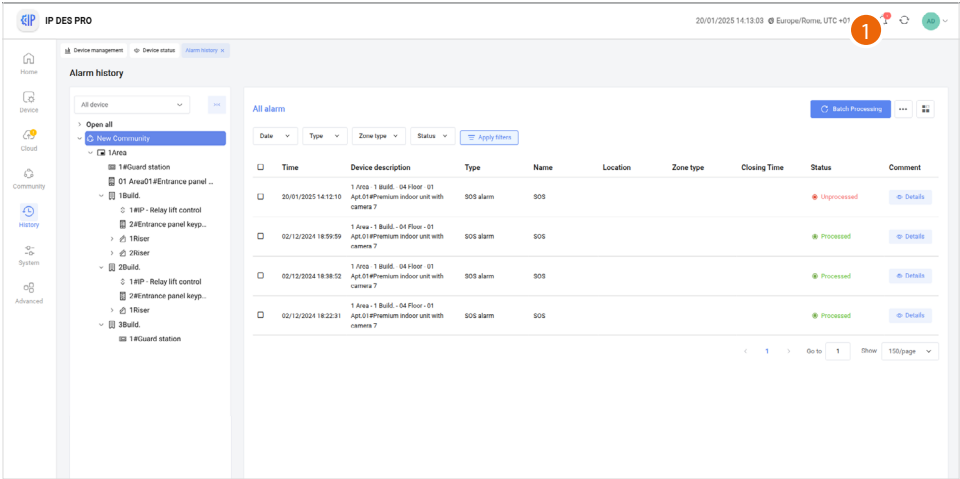 IP IP DES PRO
20/01/2025 14:13:03 Europe/Rome, UTC +01
1
AD
Home
Device
Cloud
Community
History
System
Advanced
Device management
Device status
Alarm history ×
Alarm history
All device
<<
Open all
New Community
1Area
1#Guard station
01 Area01#Entrance panel ...
1Build.
1#IP - Relay lift control
2#Entrance panel keyp...
1Riser
2Riser
2Build.
1#IP - Relay lift control
2#Entrance panel keyp...
1Riser
3Build.
1#Guard station
All alarm
Batch Processing
...
Date
Type
Zone type
Status
Apply filters
Time Device description Type Name Location Zone type Closing Time Status Comment
1 Area - 1 Build. - 04 Floor - 01
20/01/2025 14:12:10 Apt.01#Premium indoor unit with SOS alarm SOS Unprocessed Details
camera 7
1 Area - 1 Build. - 04 Floor - 01
02/12/2024 18:59:59 Apt.01#Premium indoor unit with SOS alarm SOS Processed Details
camera 7
1 Area - 1 Build. - 04 Floor - 01
02/12/2024 18:38:52 Apt.01#Premium indoor unit with SOS alarm SOS Processed Details
camera 7
1 Area - 1 Build. - 04 Floor - 01
02/12/2024 18:22:31 Apt.01#Premium indoor unit with SOS alarm SOS Processed Details
camera 7
< 1 > Go to 1 Show 150/page